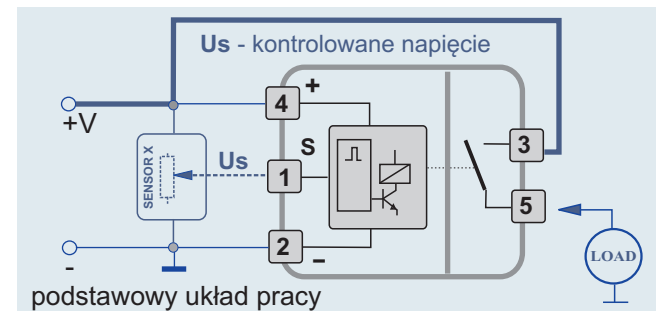 Us - kontrolowane napięcie
4
+
+V
S
3
SENSOR X
Us
1
5
2
-
-
LOAD
podstawowy układ pracy